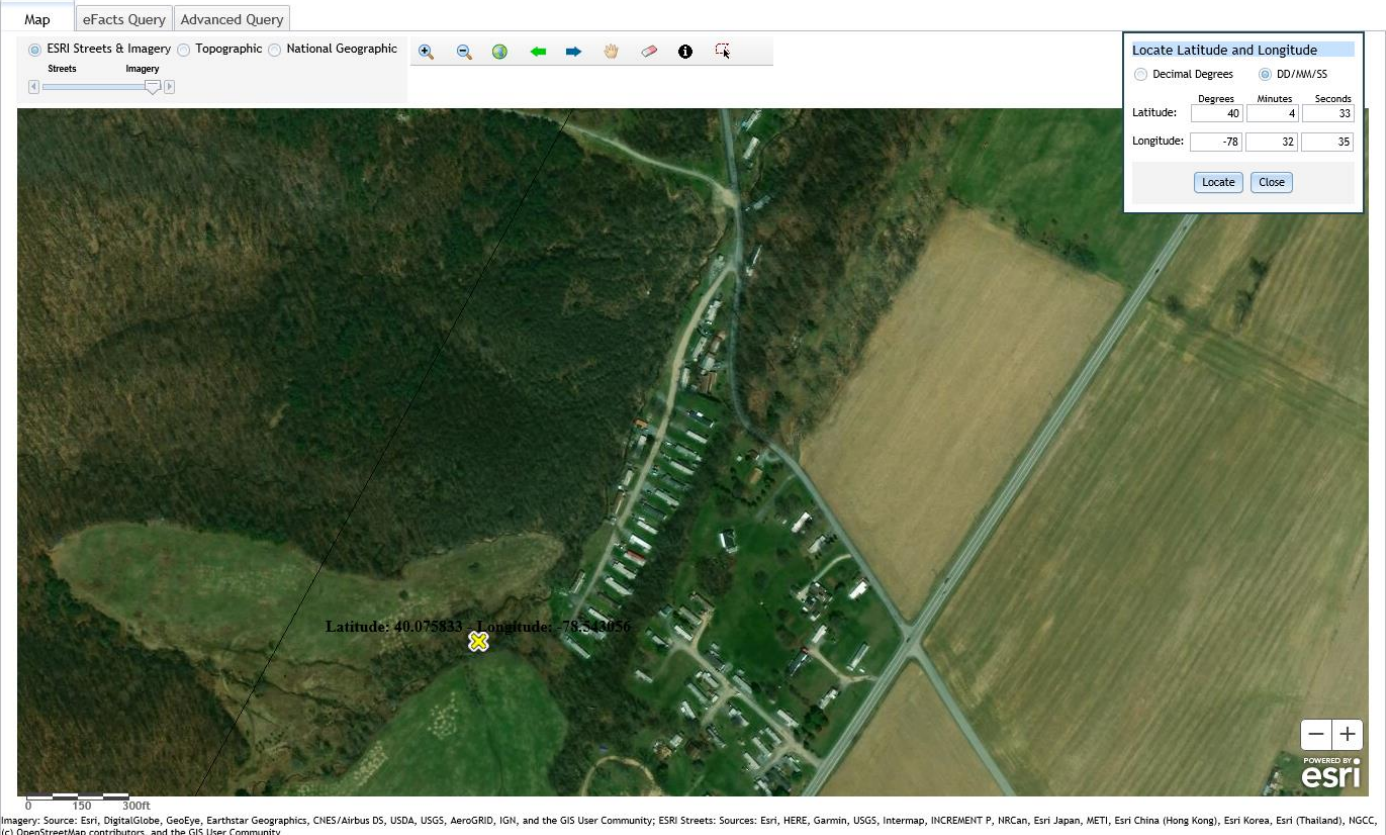 Map eFacts Query Advanced Query
ESRI Streets & Imagery Topographic National Geographic
Streets Imagery
Locate Latitude and Longitude
Decimal Degrees DD/MM/SS
Degrees Minutes Seconds
Latitude: 40 4 33
Longitude: -78 32 35
Locate Close
Latitude: 40.075833 - Longitude: -78.543056
POWERED BY
esri
0 150 300ft
Imagery: Source: Esri, DigitalGlobe, GeoEye, Earthstar Geographics, CNES/Airbus DS, USDA, USGS, AeroGRID, IGN, and the GIS User Community; ESRI Streets: Sources: Esri, HERE, Garmin, USGS, Intermap, INCREMENT P, NRCan, Esri Japan, METI, Esri China (Hong Kong), Esri Korea, Esri (Thailand), NGCC,
(c) OpenStreetMap contributors, and the GIS User Community